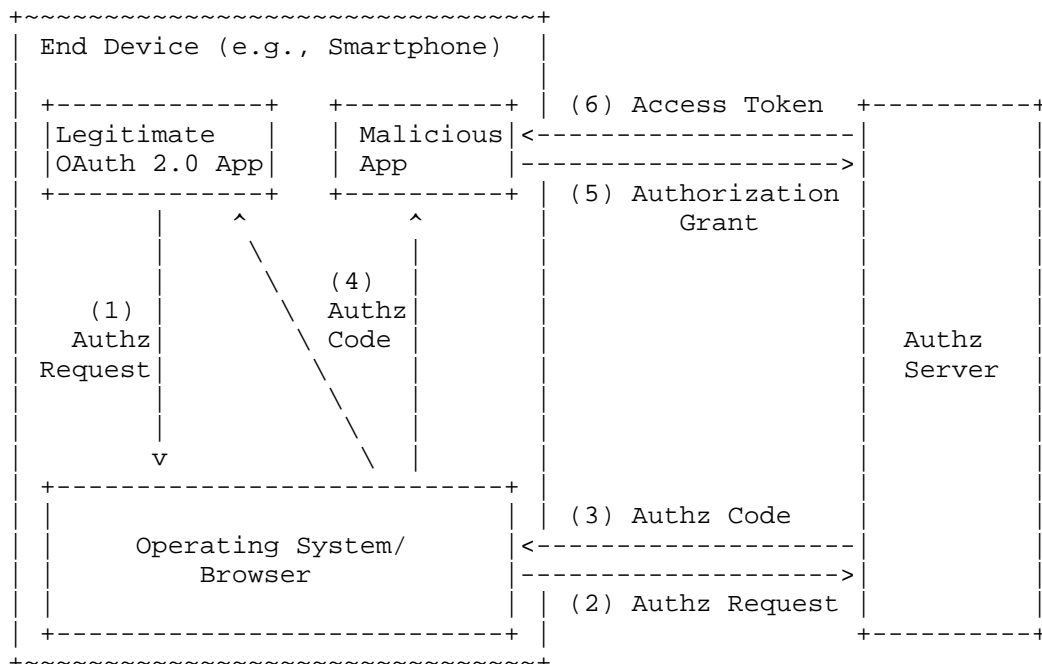 End Device (e.g., Smartphone)
(6) Access Token
Legitimate
OAuth 2.0 App
Malicious
App
(5) Authorization
Grant
(1)
Authz
Request
(4)
Authz
Code
Authz
Server
Operating System/
Browser
(3) Authz Code
(2) Authz Request